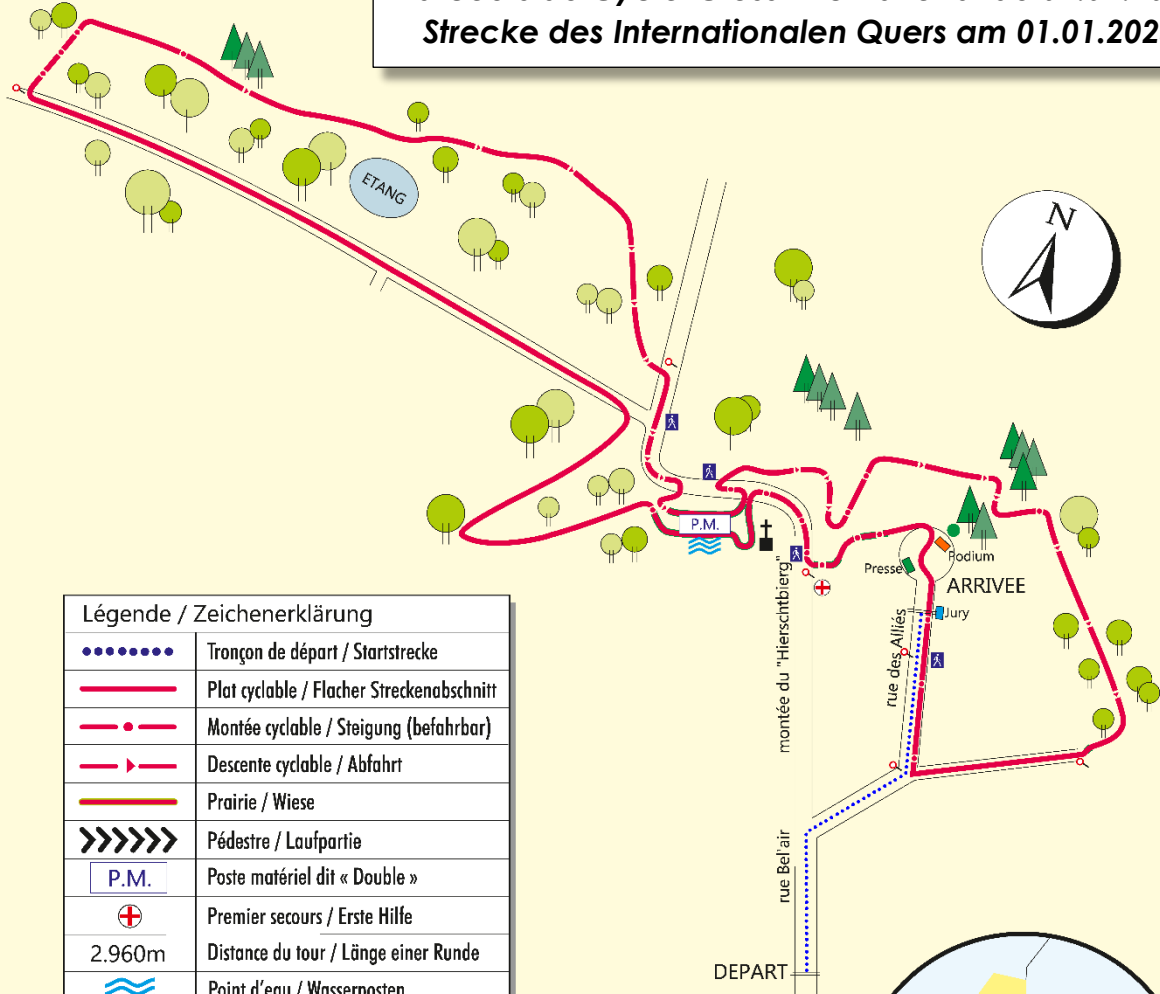 Strecke des Internationalen Quers am 01.01.202
N
ETANG
P.M.
Podium
Presse
ARRIVEE
Jury
rue des Alliés
montée du "Hierschtbierg"
rue Bel'air
DEPART
Légende / Zeichenerklärung
Tronçon de départ / Startstrecke
Plat cyclable / Flacher Streckenabschnitt
Montée cyclable / Steigung (befahrbar)
Descente cyclable / Abfahrt
Prairie / Wiese
Pédestre / Laufpartie
P.M. Poste matériel dit « Double »
Premier secours / Erste Hilfe
2.960m Distance du tour / Länge einer Runde
Point d'eau / Wasserposten